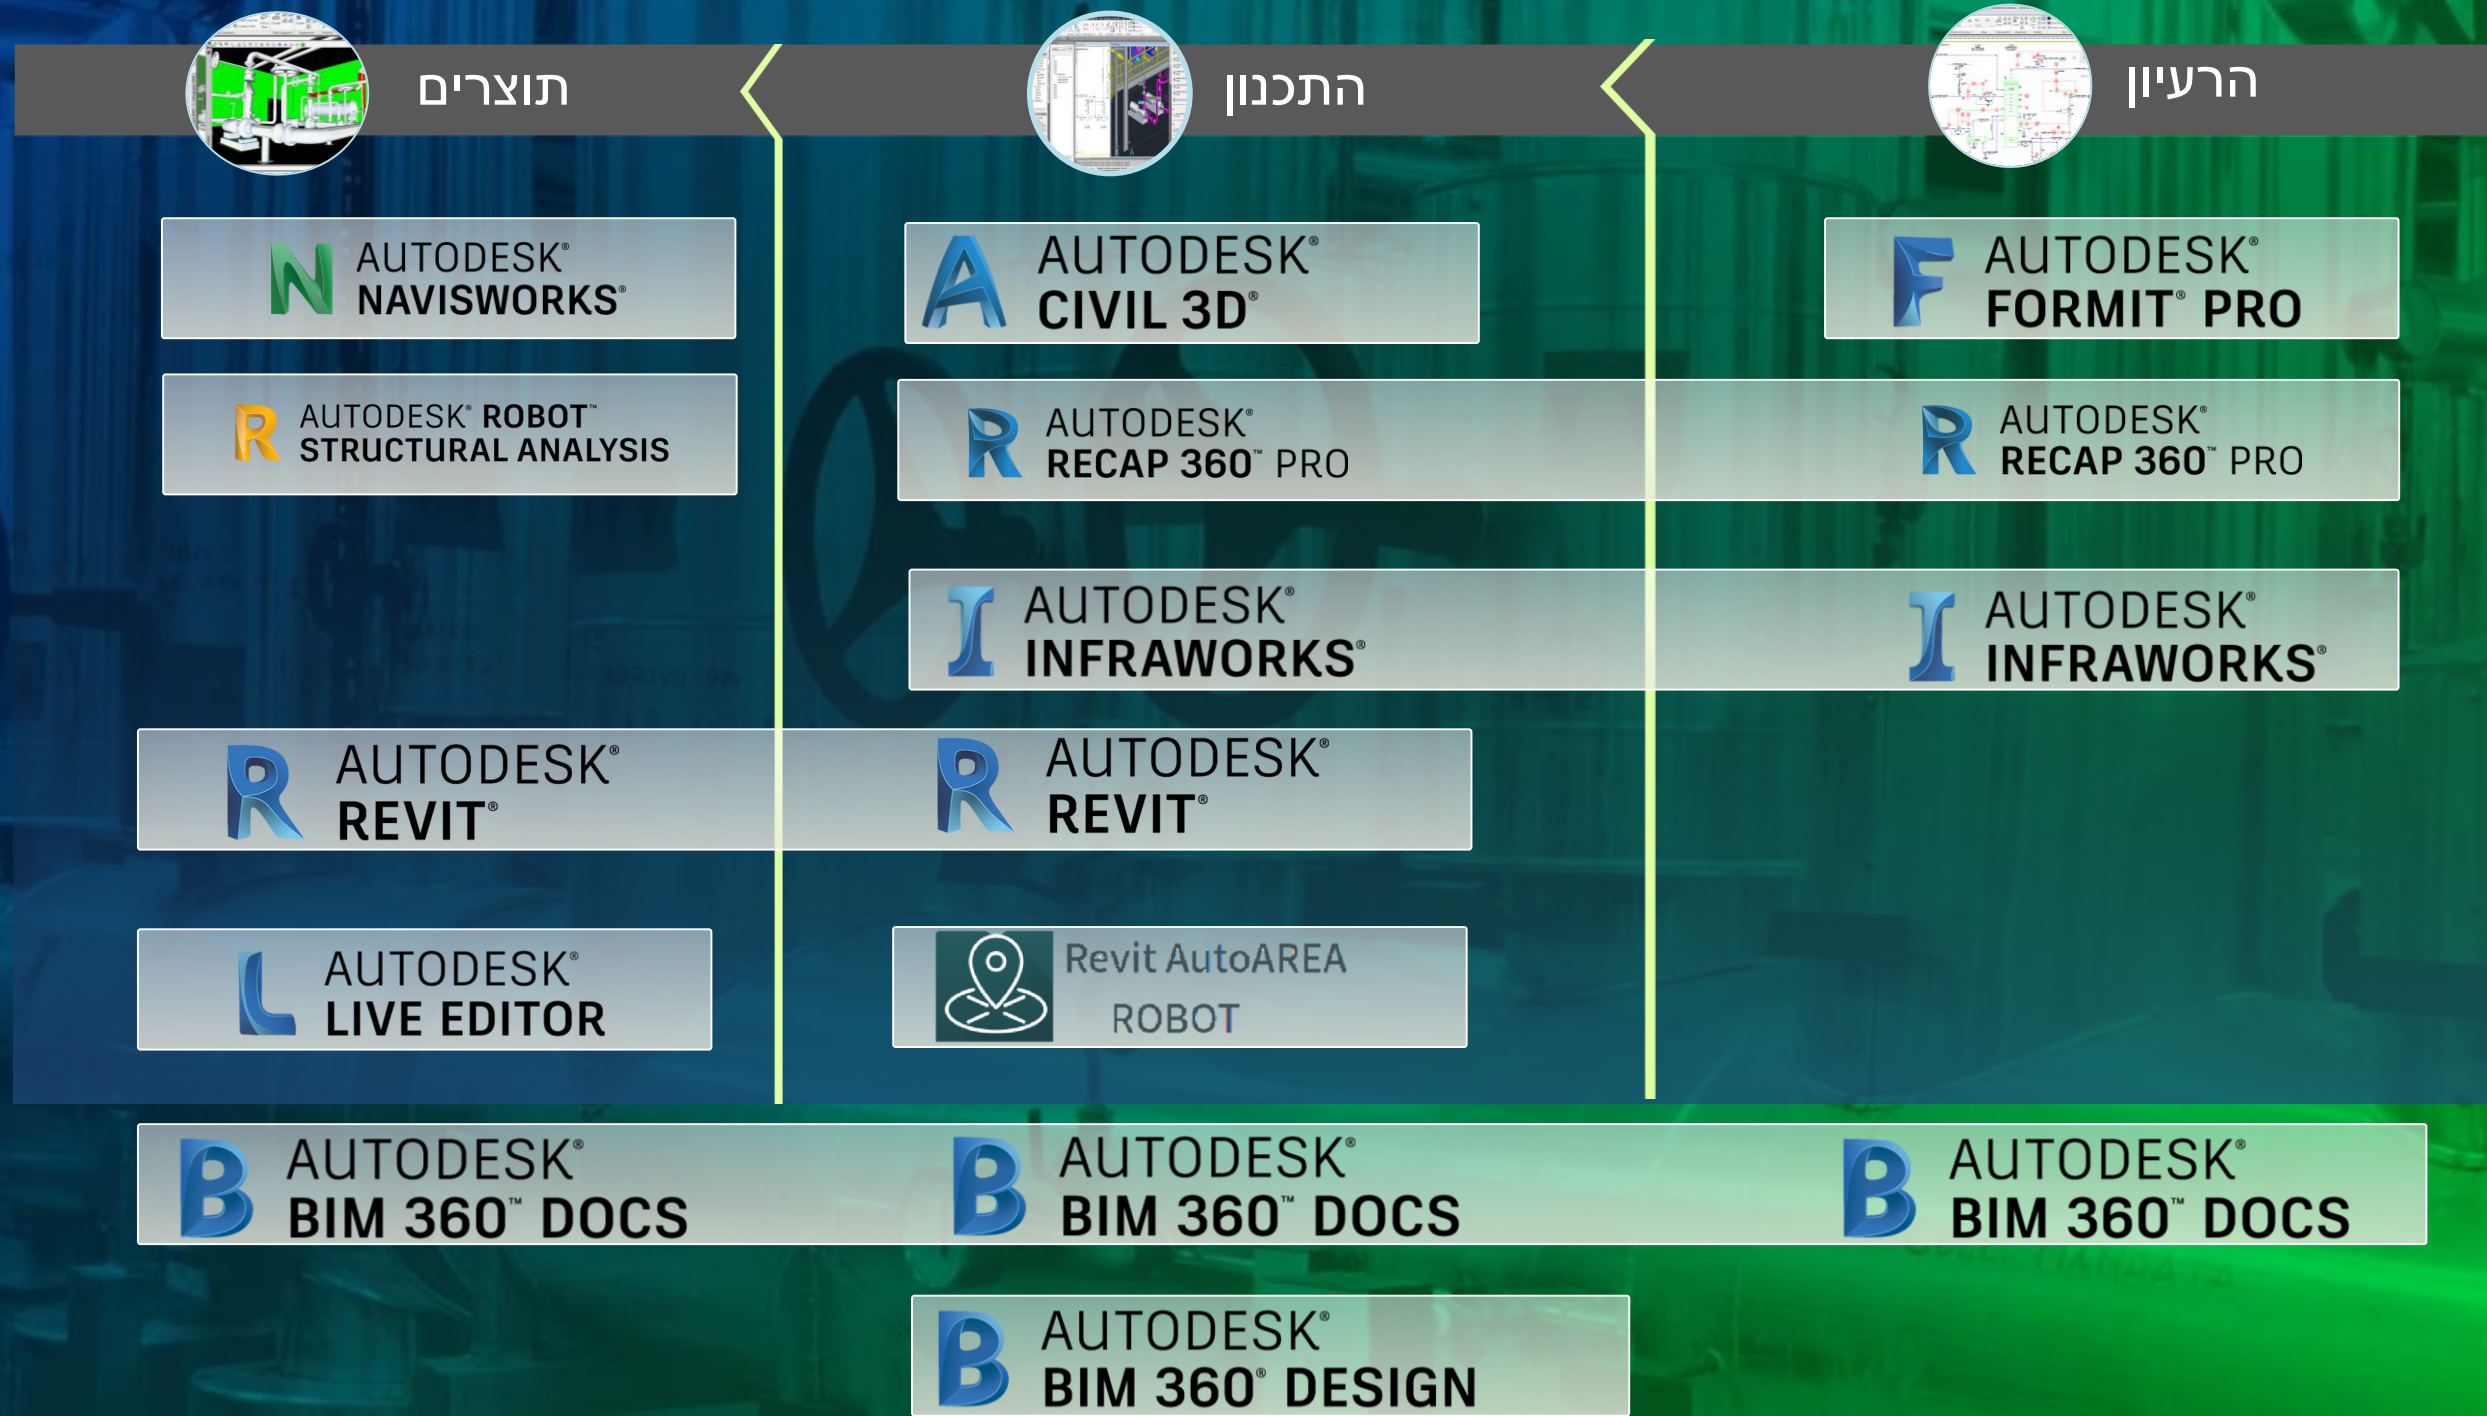 הרעיון
התכנון
תוצרים
AUTODESK®
FORMIT® PRO
AUTODESK®
CIVIL 3D®
AUTODESK®
NAVISWORKS®
AUTODESK®
RECAP 360™ PRO
AUTODESK®
RECAP 360™ PRO
AUTODESK® ROBOT™
STRUCTURAL ANALYSIS
AUTODESK®
INFRAWORKS®
AUTODESK®
INFRAWORKS®
AUTODESK®
REVIT®
AUTODESK®
REVIT®
Revit AutoAREA
ROBOT
AUTODESK®
LIVE EDITOR
AUTODESK®
BIM 360™ DOCS
AUTODESK®
BIM 360™ DOCS
AUTODESK®
BIM 360™ DOCS
AUTODESK®
BIM 360® DESIGN